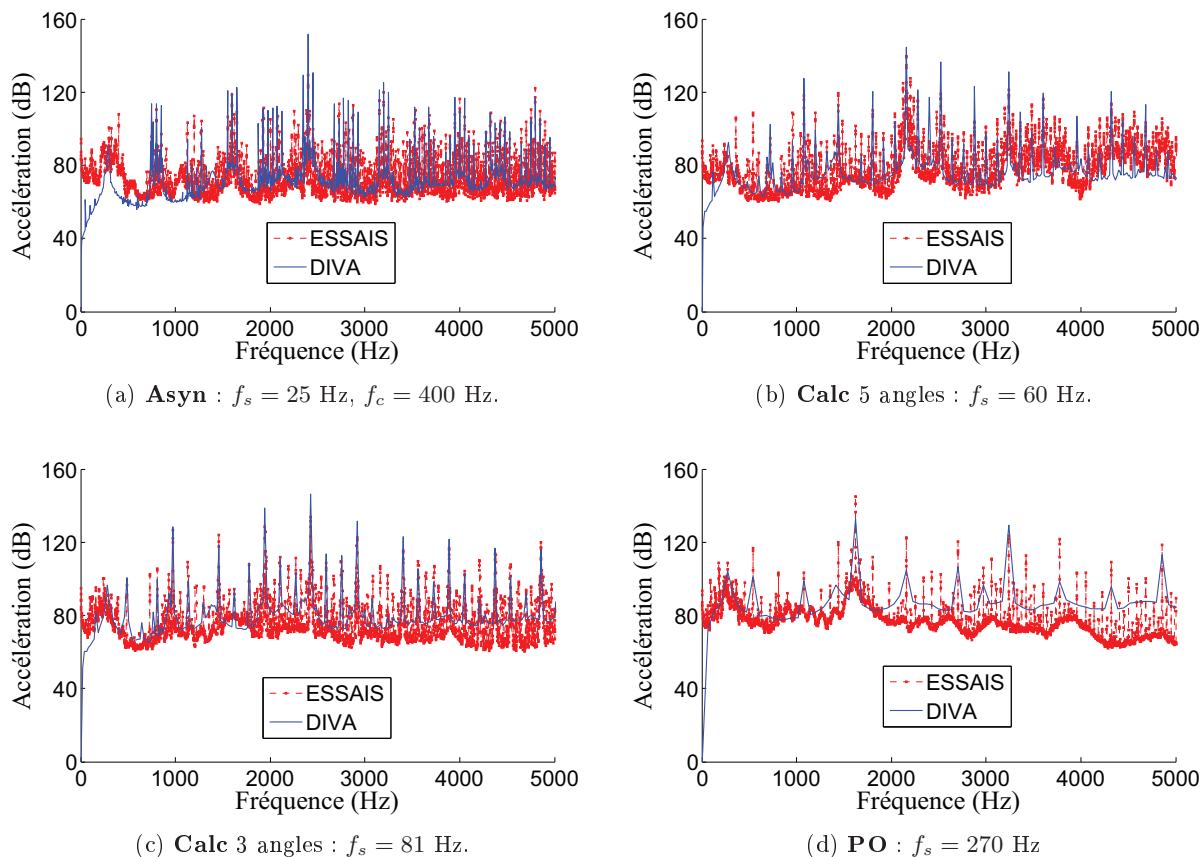 160
120
80
40
0
Accélération (dB)
0 1000 2000 3000 4000 5000
Fréquence (Hz)
ESSAIS
DIVA
(a) Asyn : f_s = 25 Hz, f_c = 400 Hz.
160
120
80
40
0
Accélération (dB)
0 1000 2000 3000 4000 5000
Fréquence (Hz)
ESSAIS
DIVA
(b) Calc 5 angles : f_s = 60 Hz.
160
120
80
40
0
Accélération (dB)
0 1000 2000 3000 4000 5000
Fréquence (Hz)
ESSAIS
DIVA
(c) Calc 3 angles : f_s = 81 Hz.
160
120
80
40
0
Accélération (dB)
0 1000 2000 3000 4000 5000
Fréquence (Hz)
ESSAIS
DIVA
(d) PO : f_s = 270 Hz